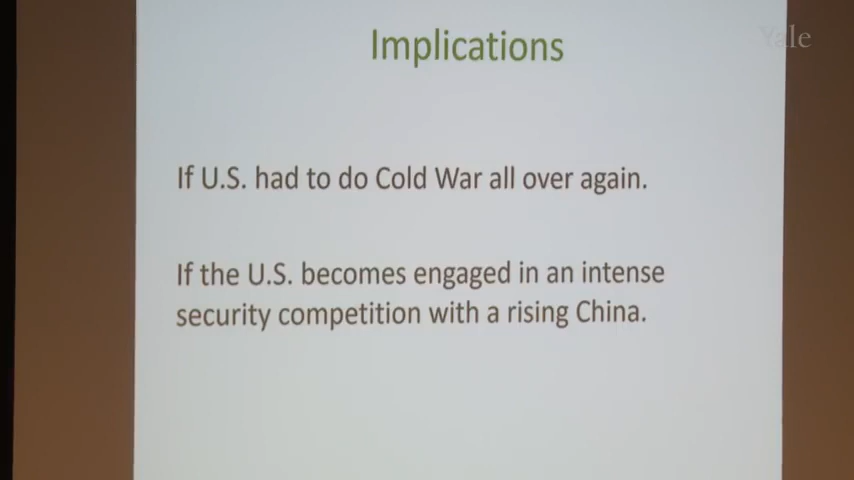 Yale
Implications
If U.S. had to do Cold War all over again.
If the U.S. becomes engaged in an intense
security competition with a rising China.